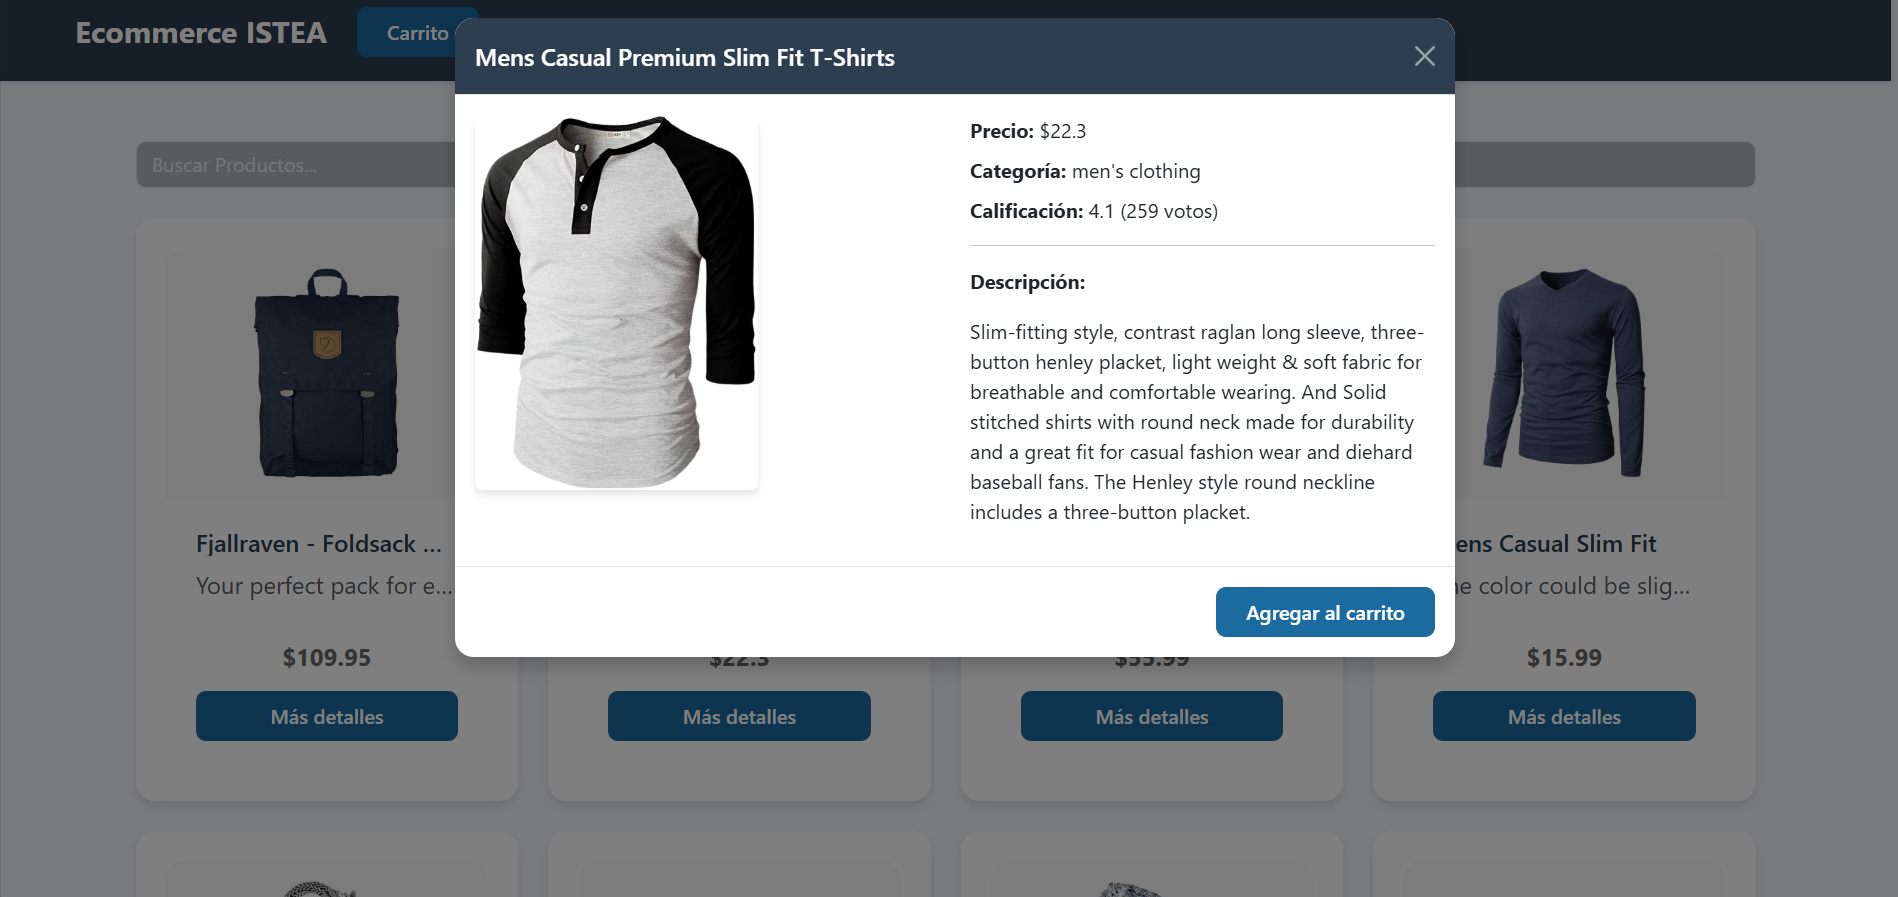 Ecommerce ISTEA
Carrito
Mens Casual Premium Slim Fit T-Shirts
Buscar Productos...
Precio: $22.3
Categoría: men's clothing
Calificación: 4.1 (259 votos)
Descripción:
Slim-fitting style, contrast raglan long sleeve, three-
button henley placket, light weight & soft fabric for
breathable and comfortable wearing. And Solid
stitched shirts with round neck made for durability
and a great fit for casual fashion wear and diehard
baseball fans. The Henley style round neckline
includes a three-button placket.
Agregar al carrito
Fjallraven - Foldsack ...
Your perfect pack for e...
$109.95
Más detalles
$22.3
Más detalles
$55.99
Más detalles
ens Casual Slim Fit
e color could be slig...
$15.99
Más detalles